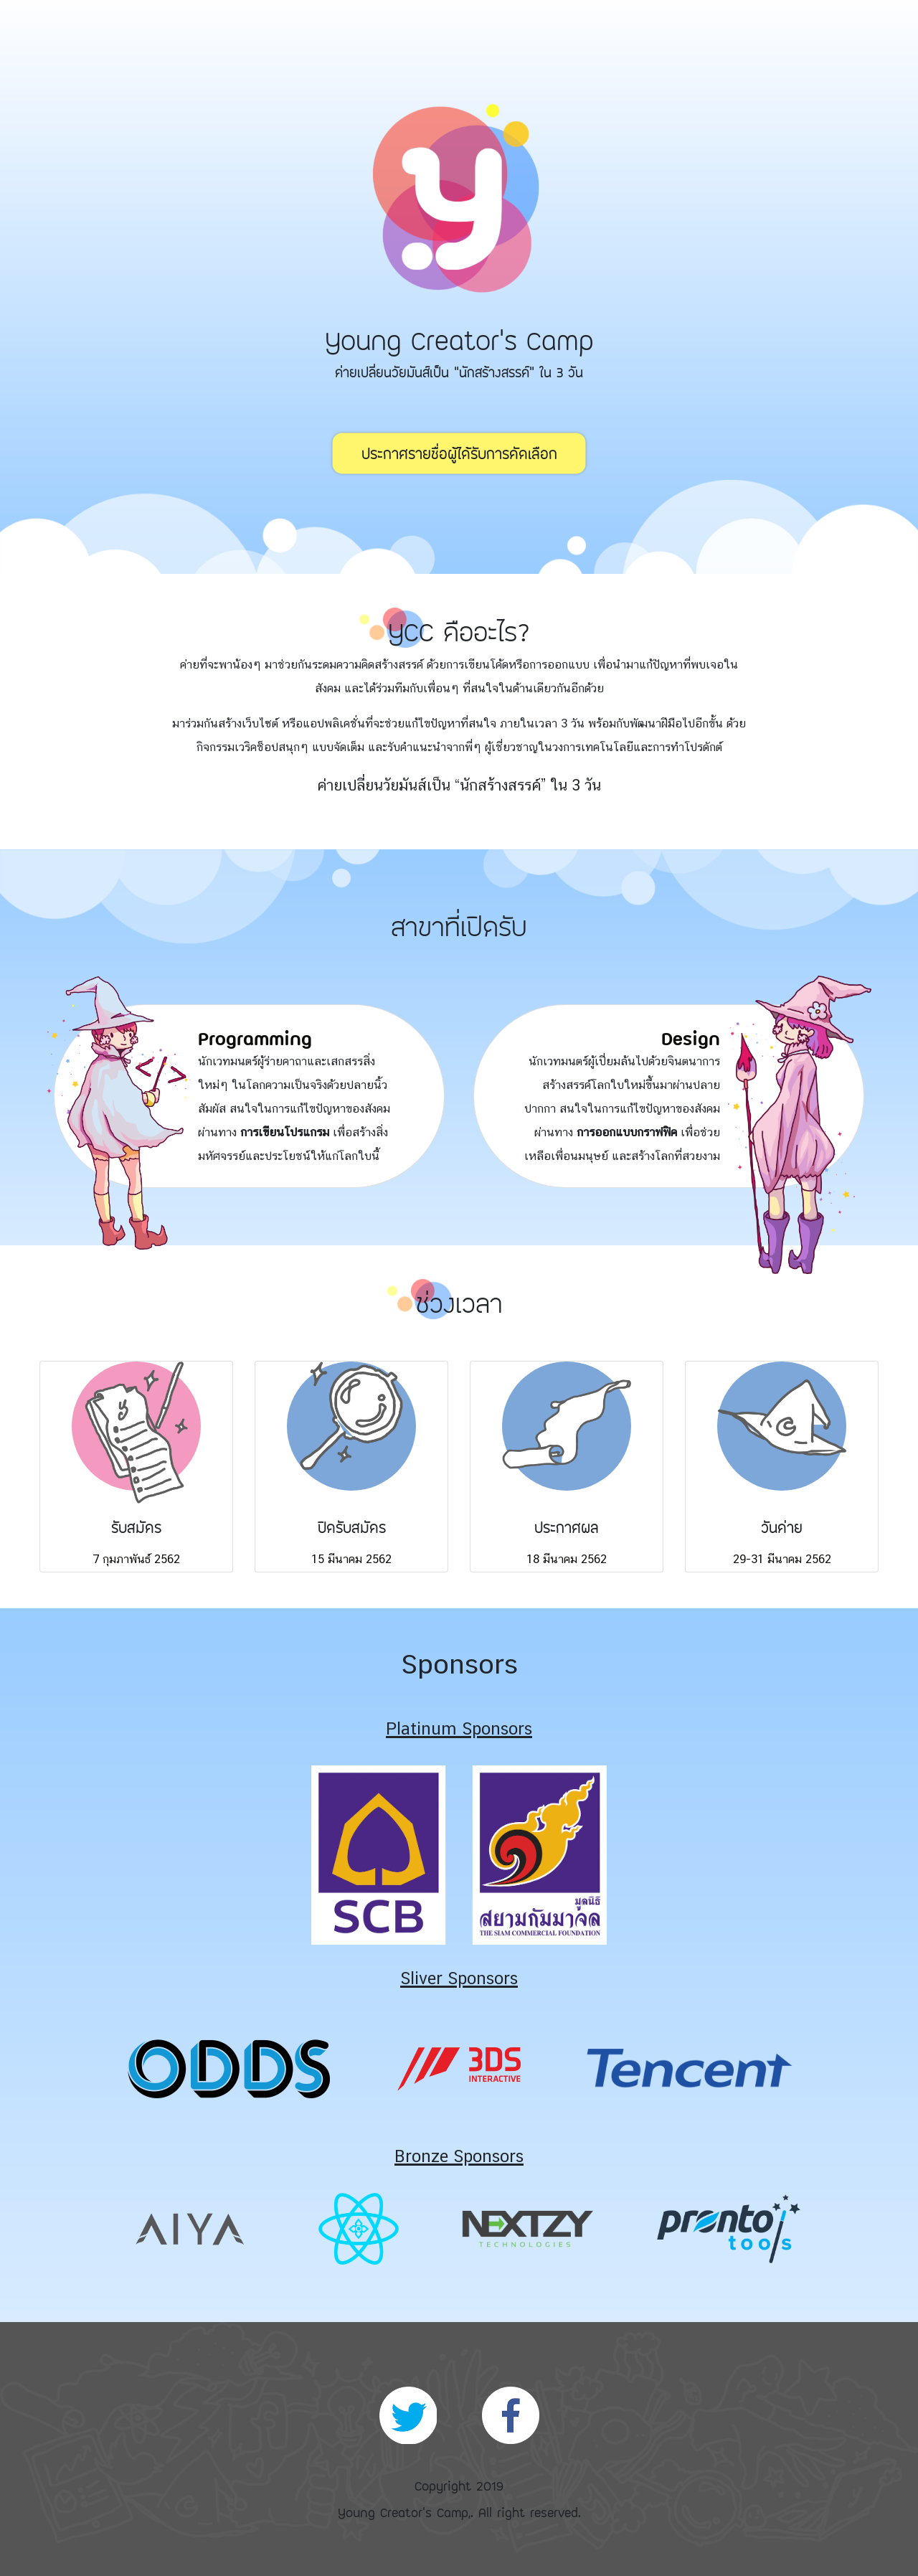 y
Young Creator's Camp
ค่ายเปลี่ยนวัยมันส์เป็น "นักสร้างสรรค์" ใน 3 วัน
ประกาศรายชื่อผู้ได้รับการคัดเลือก
YCC คืออะไร?
ค่ายที่จะพาน้องๆ มาช่วยกันระดมความคิดสร้างสรรค์ ด้วยการเขียนโค้ดหรือการออกแบบ เพื่อนำมาแก้ปัญหาที่พบเจอใน
สังคม และได้ร่วมทีมกับเพื่อนๆ ที่สนใจในด้านเดียวกันอีกด้วย
มาร่วมกันสร้างเว็บไซต์ หรือแอปพลิเคชั่นที่จะช่วยแก้ไขปัญหาที่สนใจ ภายในเวลา 3 วัน พร้อมกับพัฒนาฝีมือไปอีกขั้น ด้วย
กิจกรรมเวิร์คช็อปสนุกๆ แบบจัดเต็ม และรับคำแนะนำจากพี่ๆ ผู้เชี่ยวชาญในวงการเทคโนโลยีและการทำโปรดักต์
ค่ายเปลี่ยนวัยมันส์เป็น “นักสร้างสรรค์” ใน 3 วัน
สาขาที่เปิดรับ
Programming
นักเวทมนตร์ผู้ร่ายคาถาและเสกสรรสิ่ง
ใหม่ๆ ในโลกความเป็นจริงด้วยปลายนิ้ว
สัมผัส สนใจในการแก้ไขปัญหาของสังคม
ผ่านทาง การเขียนโปรแกรม เพื่อสร้างสิ่ง
มหัศจรรย์และประโยชน์ให้แก่โลกใบนี้
</>
Design
นักเวทมนตร์ผู้เปี่ยมล้นไปด้วยจินตนาการ
สร้างสรรค์โลกใบใหม่ขึ้นมาผ่านปลาย
ปากกา สนใจในการแก้ไขปัญหาของสังคม
ผ่านทาง การออกแบบกราฟฟิค เพื่อช่วย
เหลือเพื่อนมนุษย์ และสร้างโลกที่สวยงาม
ช่วงเวลา
y
รับสมัคร
7 กุมภาพันธ์ 2562
ปิดรับสมัคร
15 มีนาคม 2562
ประกาศผล
18 มีนาคม 2562
วันค่าย
29-31 มีนาคม 2562
Sponsors
Platinum Sponsors
SCB
มูลนิธิ
สยามกัมมาจล
THE SIAM COMMERCIAL FOUNDATION
Sliver Sponsors
ODDS
3DS
INTERACTIVE
Tencent
Bronze Sponsors
AIYA
NEXTZY
TECHNOLOGIES
pronto
tools
Copyright 2019
Young Creator's Camp,. All right reserved.